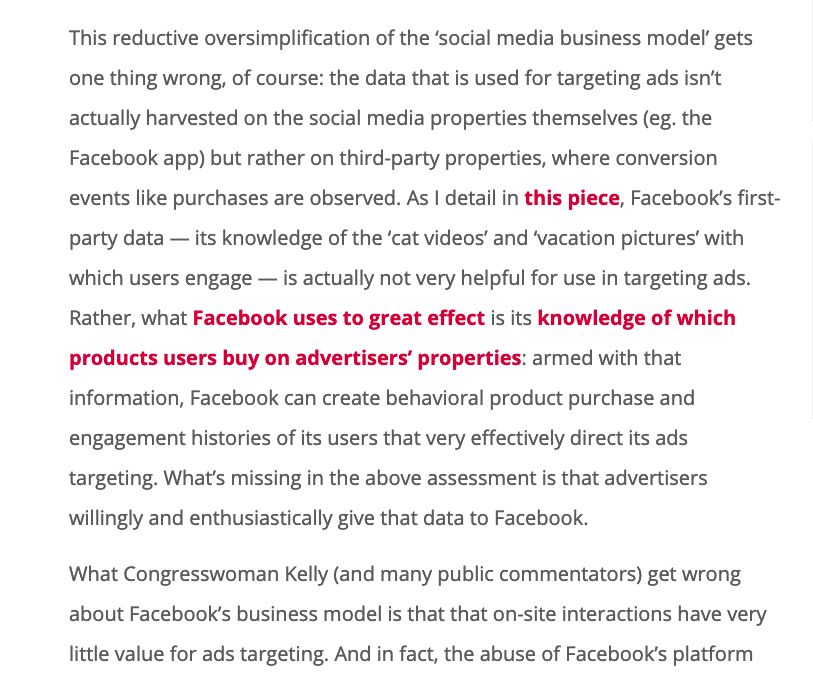 This reductive oversimplification of the ‘social media business model’ gets
one thing wrong, of course: the data that is used for targeting ads isn’t
actually harvested on the social media properties themselves (eg. the
Facebook app) but rather on third-party properties, where conversion
events like purchases are observed. As I detail in this piece, Facebook’s first-
party data — its knowledge of the ‘cat videos’ and ‘vacation pictures’ with
which users engage — is actually not very helpful for use in targeting ads.
Rather, what Facebook uses to great effect is its knowledge of which
products users buy on advertisers’ properties: armed with that
information, Facebook can create behavioral product purchase and
engagement histories of its users that very effectively direct its ads
targeting. What’s missing in the above assessment is that advertisers
willingly and enthusiastically give that data to Facebook.
What Congresswoman Kelly (and many public commentators) get wrong
about Facebook’s business model is that that on-site interactions have very
little value for ads targeting. And in fact, the abuse of Facebook’s platform